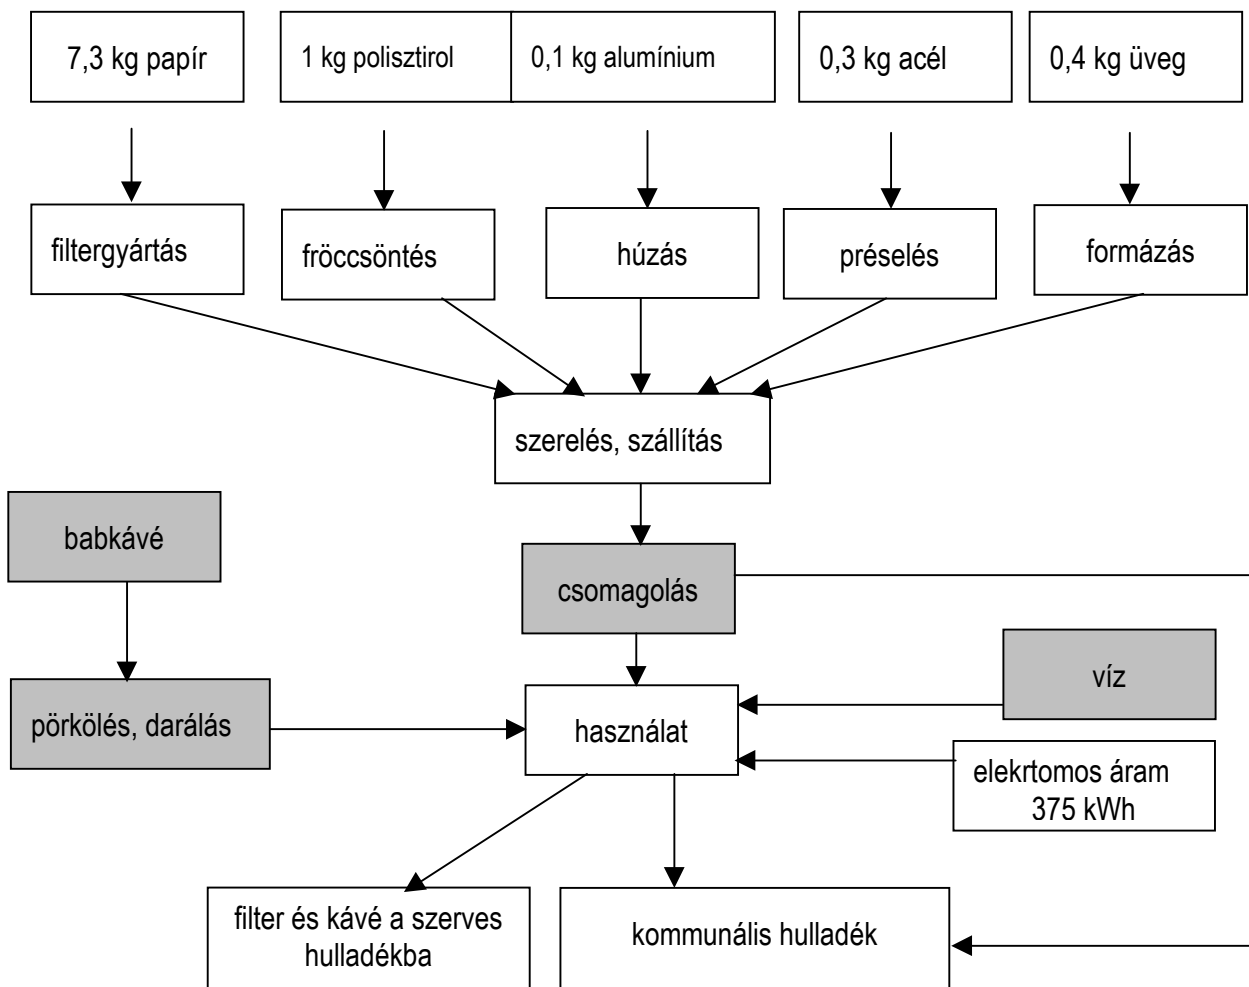 7,3 kg papír
1 kg polisztirol
0,1 kg alumínium
0,3 kg acél
0,4 kg üveg
filtergyártás
fröccsöntés
húzás
préselés
formázás
szerelés, szállítás
babkávé
csomagolás
víz
pörkölés, darálás
használat
elekrtomos áram
375 kWh
filter és kávé a szerves
hulladékba
kommunális hulladék